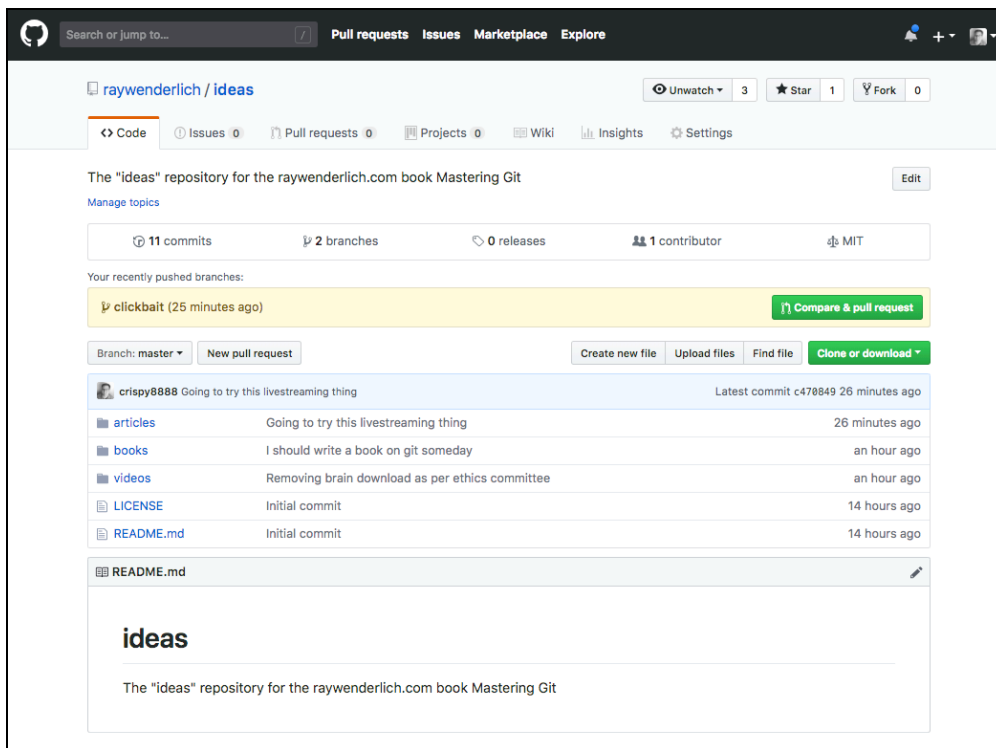 Search or jump to... / Pull requests Issues Marketplace Explore
raywenderlich / ideas Unwatch 3 Star 1 Fork 0
Code Issues 0 Pull requests 0 Projects 0 Wiki Insights Settings
The "ideas" repository for the raywenderlich.com book Mastering Git Edit
Manage topics
11 commits 2 branches 0 releases 1 contributor MIT
Your recently pushed branches:
clickbait (25 minutes ago) Compare & pull request
Branch: master New pull request Create new file Upload files Find file Clone or download
crispy8888 Going to try this livestreaming thing Latest commit c470849 26 minutes ago
articles Going to try this livestreaming thing 26 minutes ago
books I should write a book on git someday an hour ago
videos Removing brain download as per ethics committee an hour ago
LICENSE Initial commit 14 hours ago
README.md Initial commit 14 hours ago
README.md
ideas
The "ideas" repository for the raywenderlich.com book Mastering Git